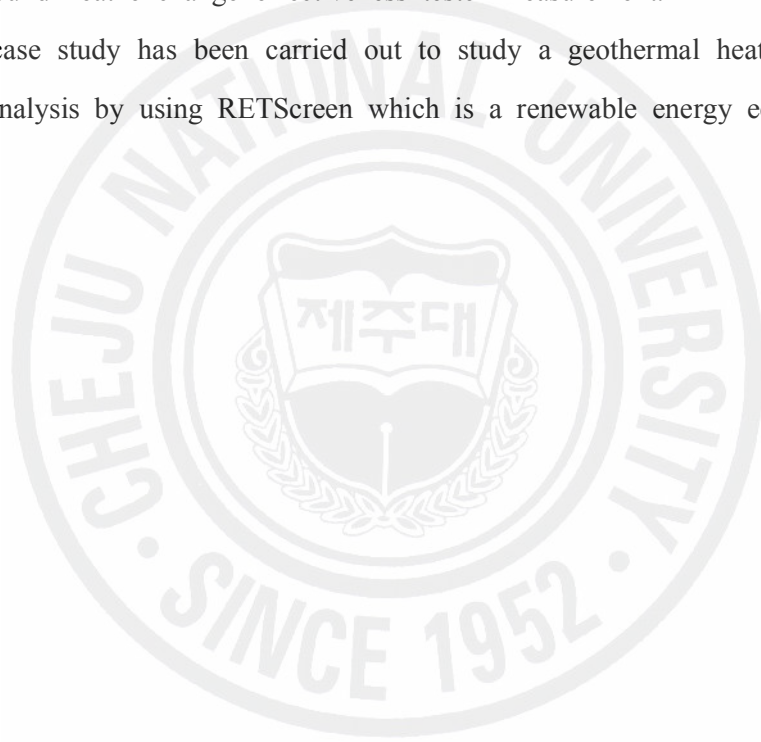 case study has been carried out to study a geothermal heat
nalysis by using RETScreen which is a renewable energy
CHEJU NATIONAL UNIVERSITY
제주대
• SINCE 1952 •